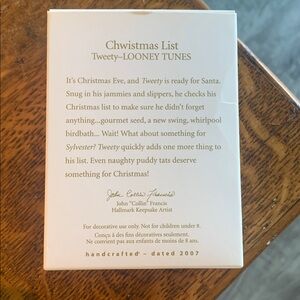 Chwistmas List
Tweety–LOONEY TUNES
It's Christmas Eve, and Tweety is ready for Santa.
Snug in his jammies and slippers, he checks his
Christmas list to make sure he didn't forget
anything...gourmet seed, a new swing, whirlpool
birdbath... Wait! What about something for
Sylvester? Tweety quickly adds one more thing to
his list. Even naughty puddy tats deserve
something for Christmas!
John Collin Francis
John "Collin" Francis
Hallmark Keepsake Artist
For decorative use only. Not for children under 8.
Conçu à des fins décoratives seulement.
Ne convient pas aux enfants de moins de 8 ans.
handcrafted • – dated 2007